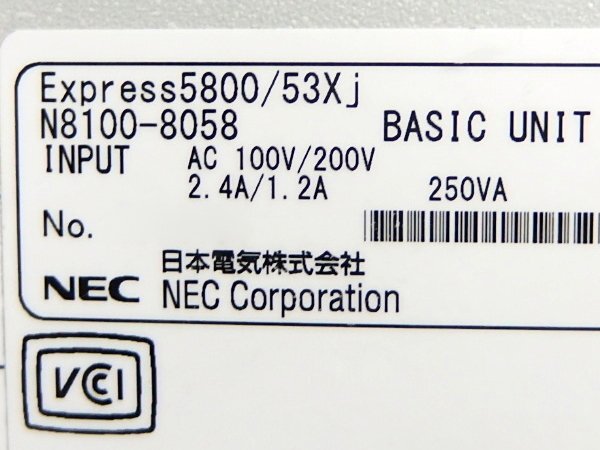 Express5800/53Xj
N8100-8058 BASIC UNIT
INPUT AC 100V/200V
2.4A/1.2A 250VA
No.
日本電気株式会社
NEC NEC Corporation
VCCI